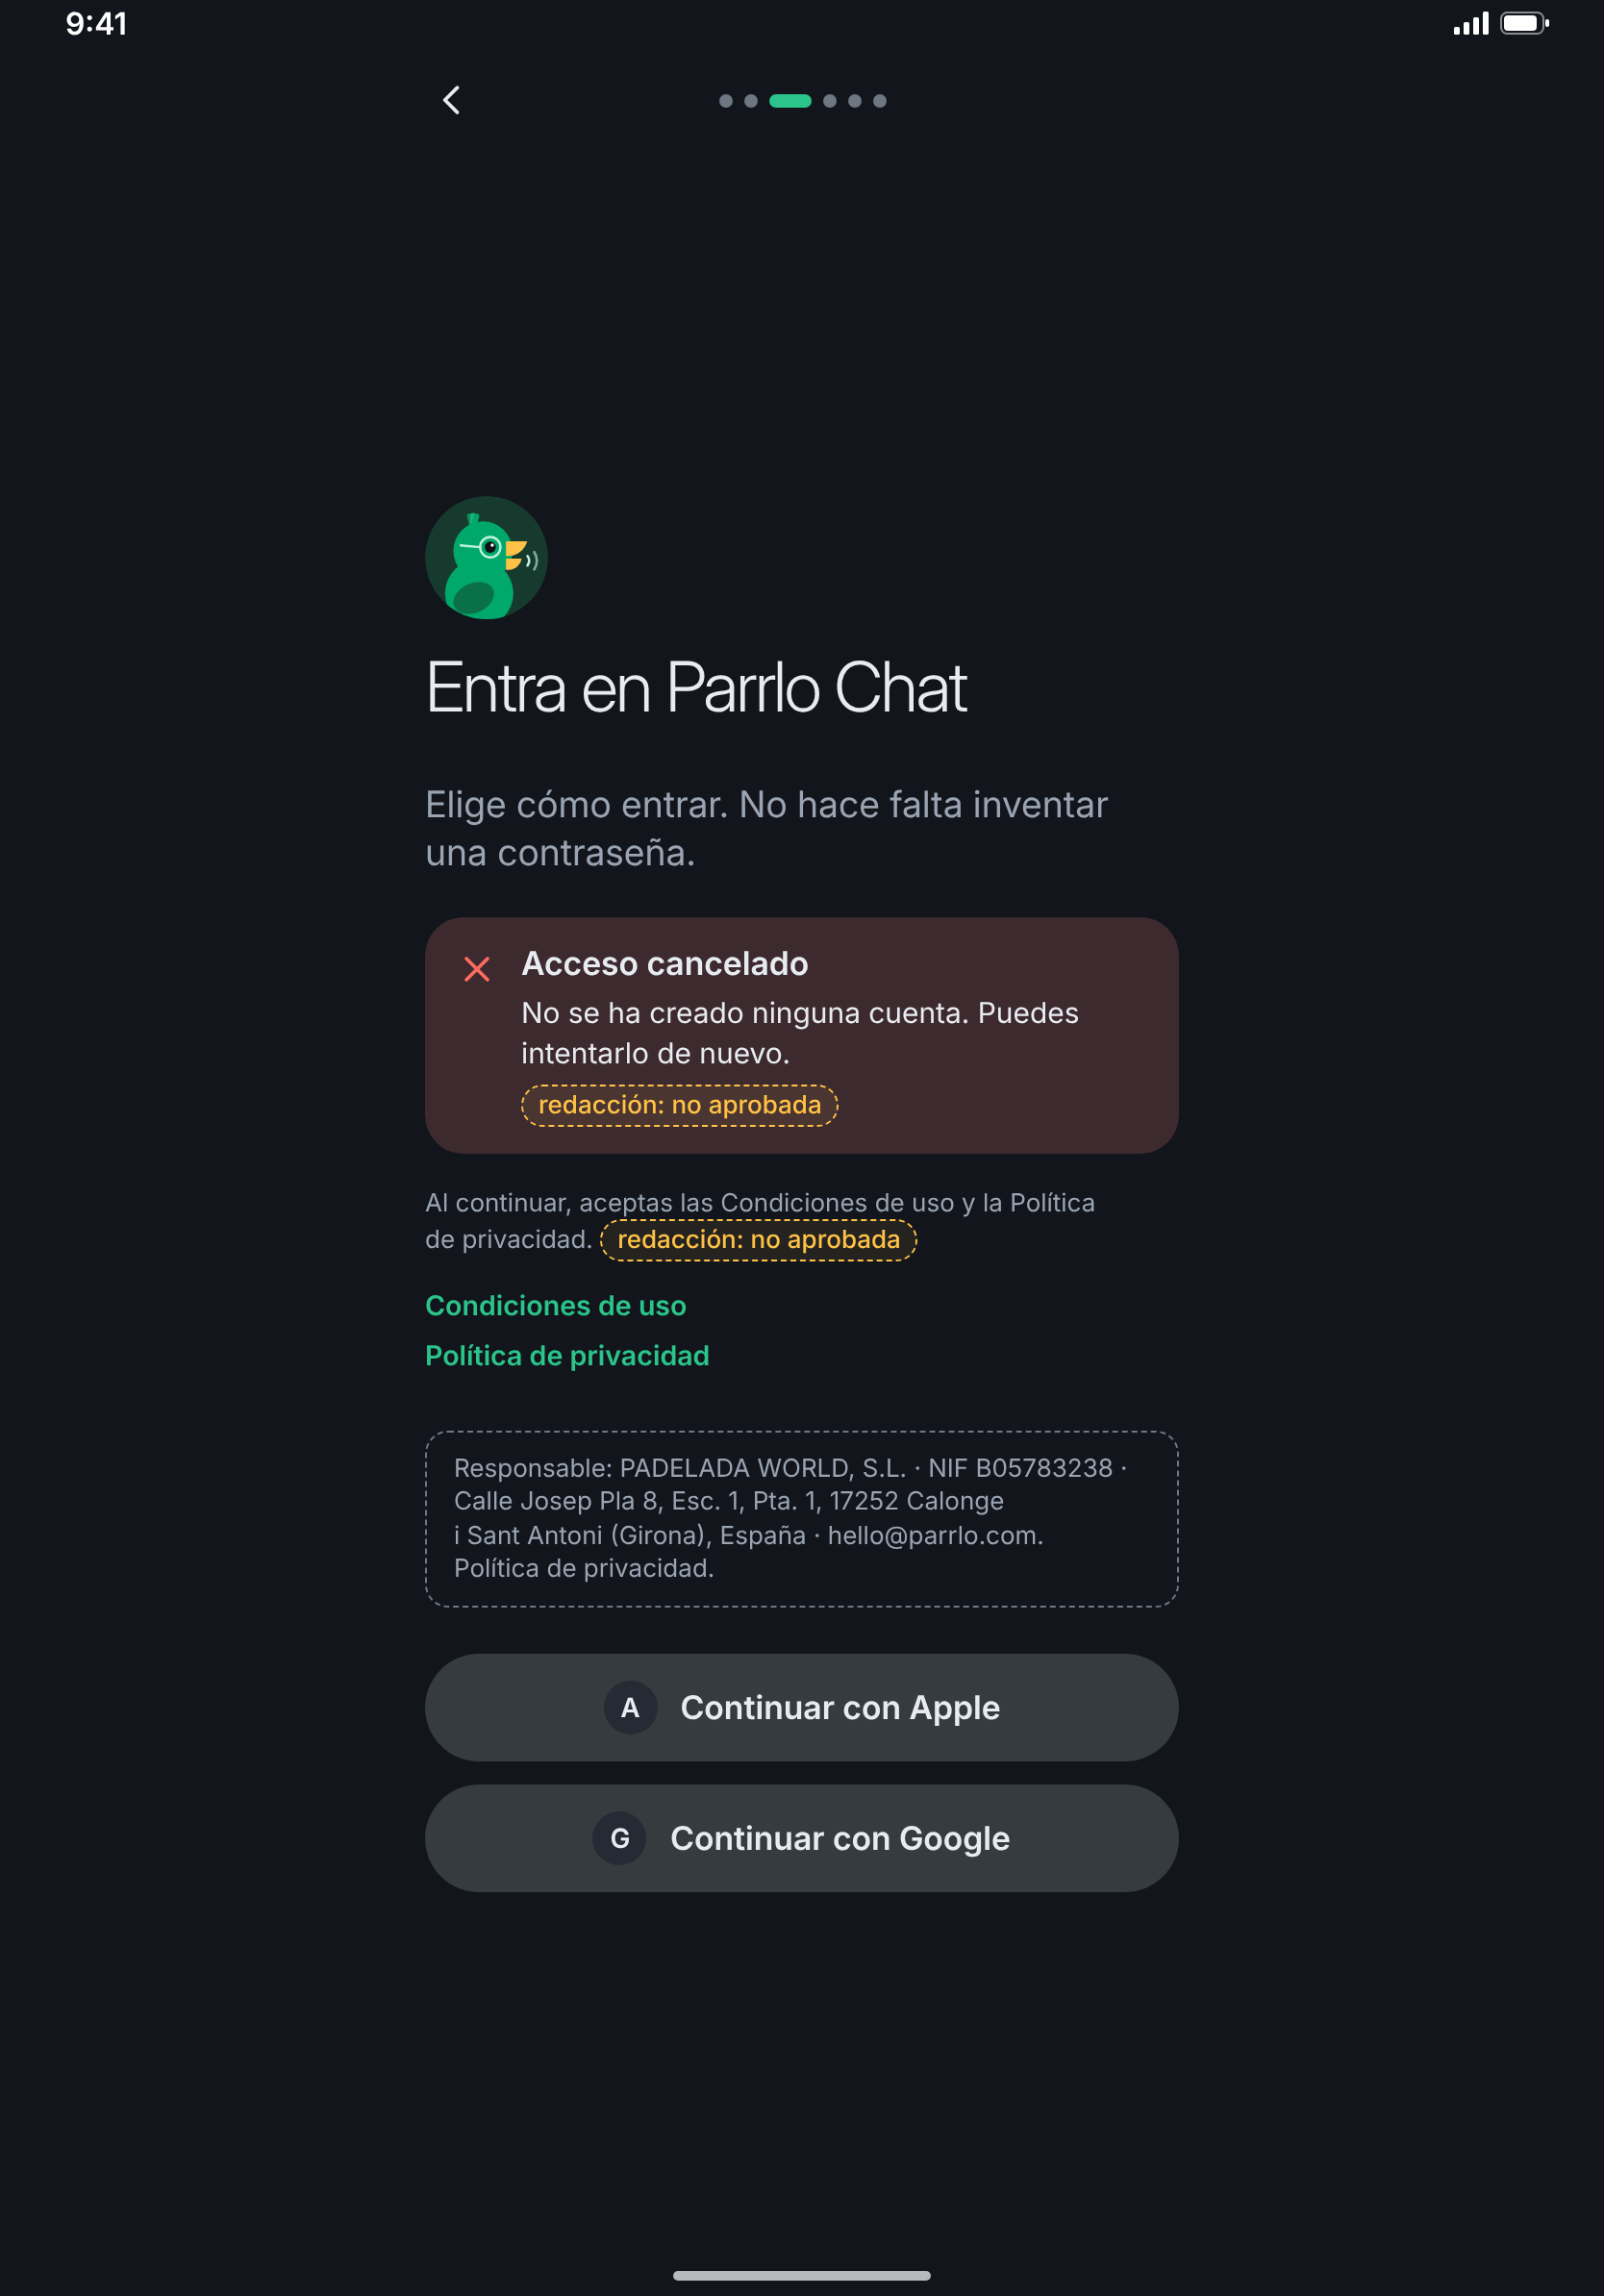 9:41
Entra en Parrlo Chat
Elige cómo entrar. No hace falta inventar
una contraseña.
Acceso cancelado
No se ha creado ninguna cuenta. Puedes
intentarlo de nuevo.
redacción: no aprobada
Al continuar, aceptas las Condiciones de uso y la Política
de privacidad. redacción: no aprobada
Condiciones de uso
Política de privacidad
Responsable: PADELADA WORLD, S.L. · NIF B05783238 ·
Calle Josep Pla 8, Esc. 1, Pta. 1, 17252 Calonge
i Sant Antoni (Girona), España · hello@parrlo.com.
Política de privacidad.
A Continuar con Apple
G Continuar con Google